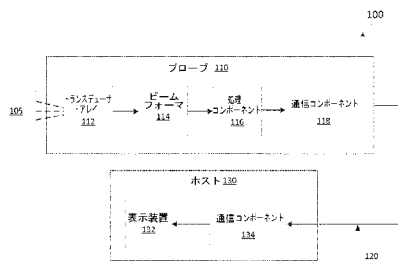 100
プローブ 110
105
トランスデューサ
アレイ
112
ビーム
フォーマ
114
処理
コンポーネント
116
通信コンポーネント
118
ホスト 130
表示装置
132
通信コンポーネント
134
120